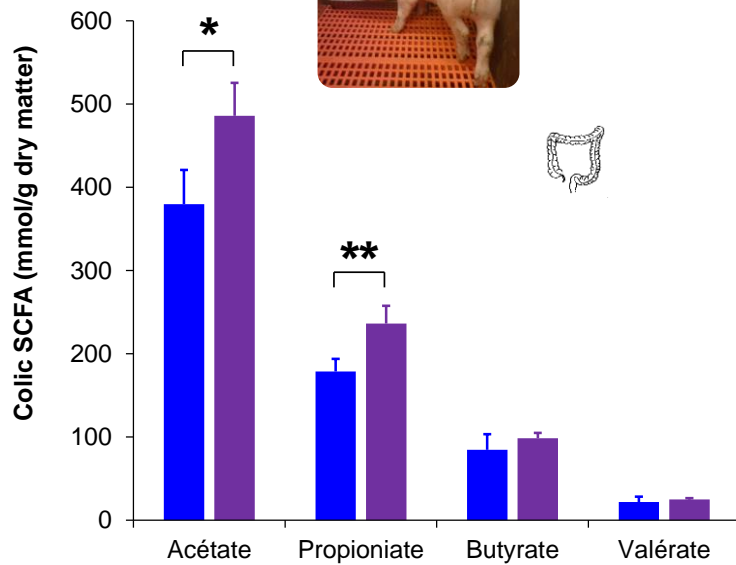 Colic SCFA (mmol/g dry matter)
600
500
400
300
200
100
0
*
**
Acétate
Propioniate
Butyrate
Valérate